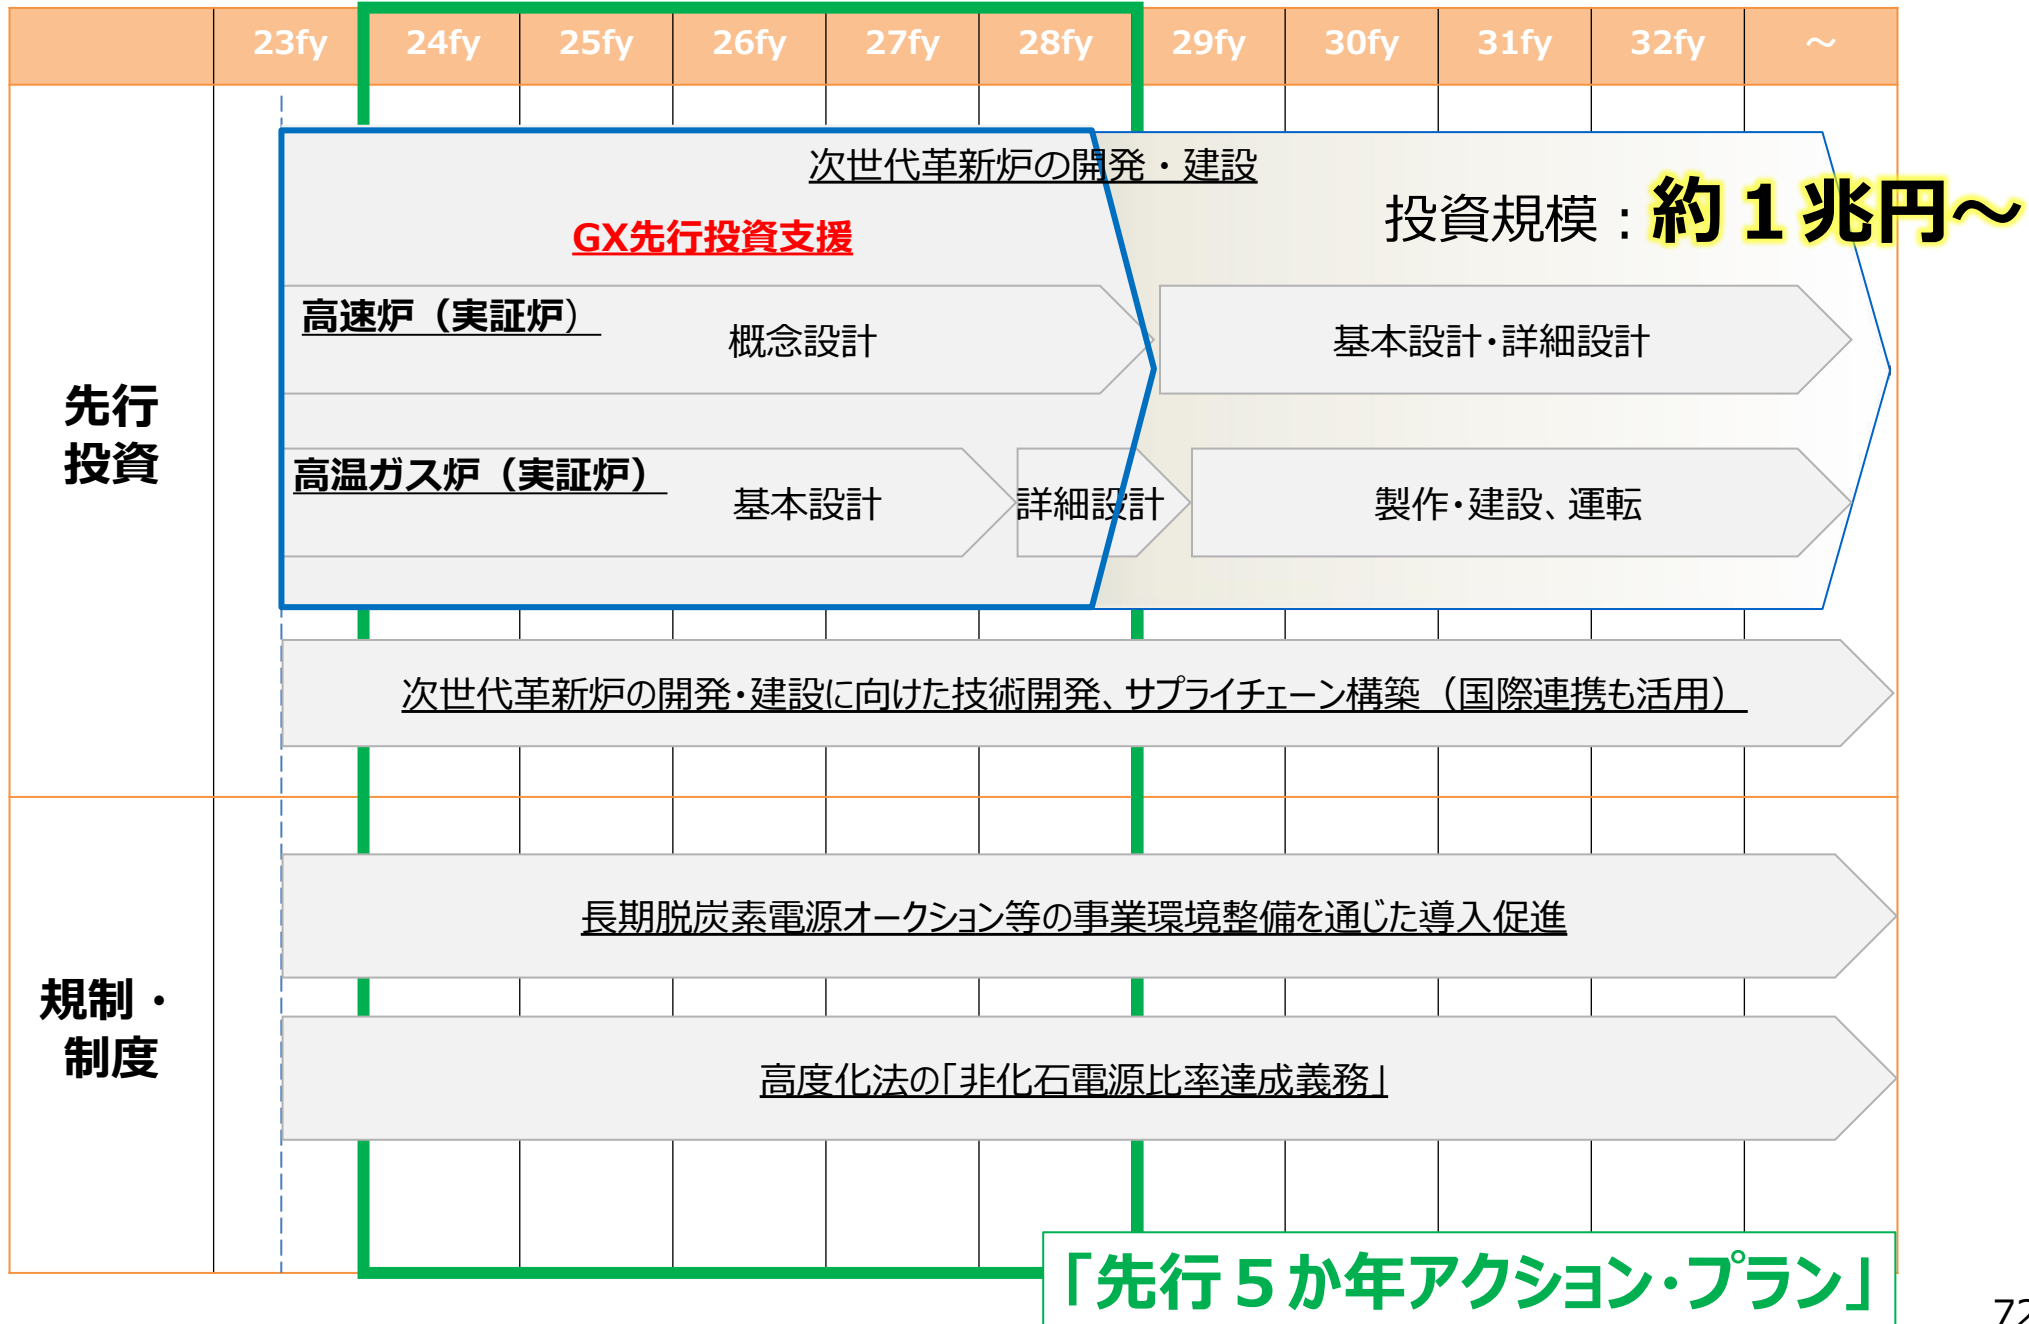 23fy 24fy 25fy 26fy 27fy 28fy 29fy 30fy 31fy 32fy ～
先行
投資
次世代革新炉の開発・建設
投資規模：約１兆円～
GX先行投資支援
高速炉（実証炉）
概念設計
基本設計・詳細設計
高温ガス炉（実証炉）
基本設計
詳細設計
製作・建設、運転
次世代革新炉の開発・建設に向けた技術開発、サプライチェーン構築（国際連携も活用）
規制・
制度
長期脱炭素電源オークション等の事業環境整備を通じた導入促進
高度化法の「非化石電源比率達成義務」
「先行５か年アクション・プラン」
72